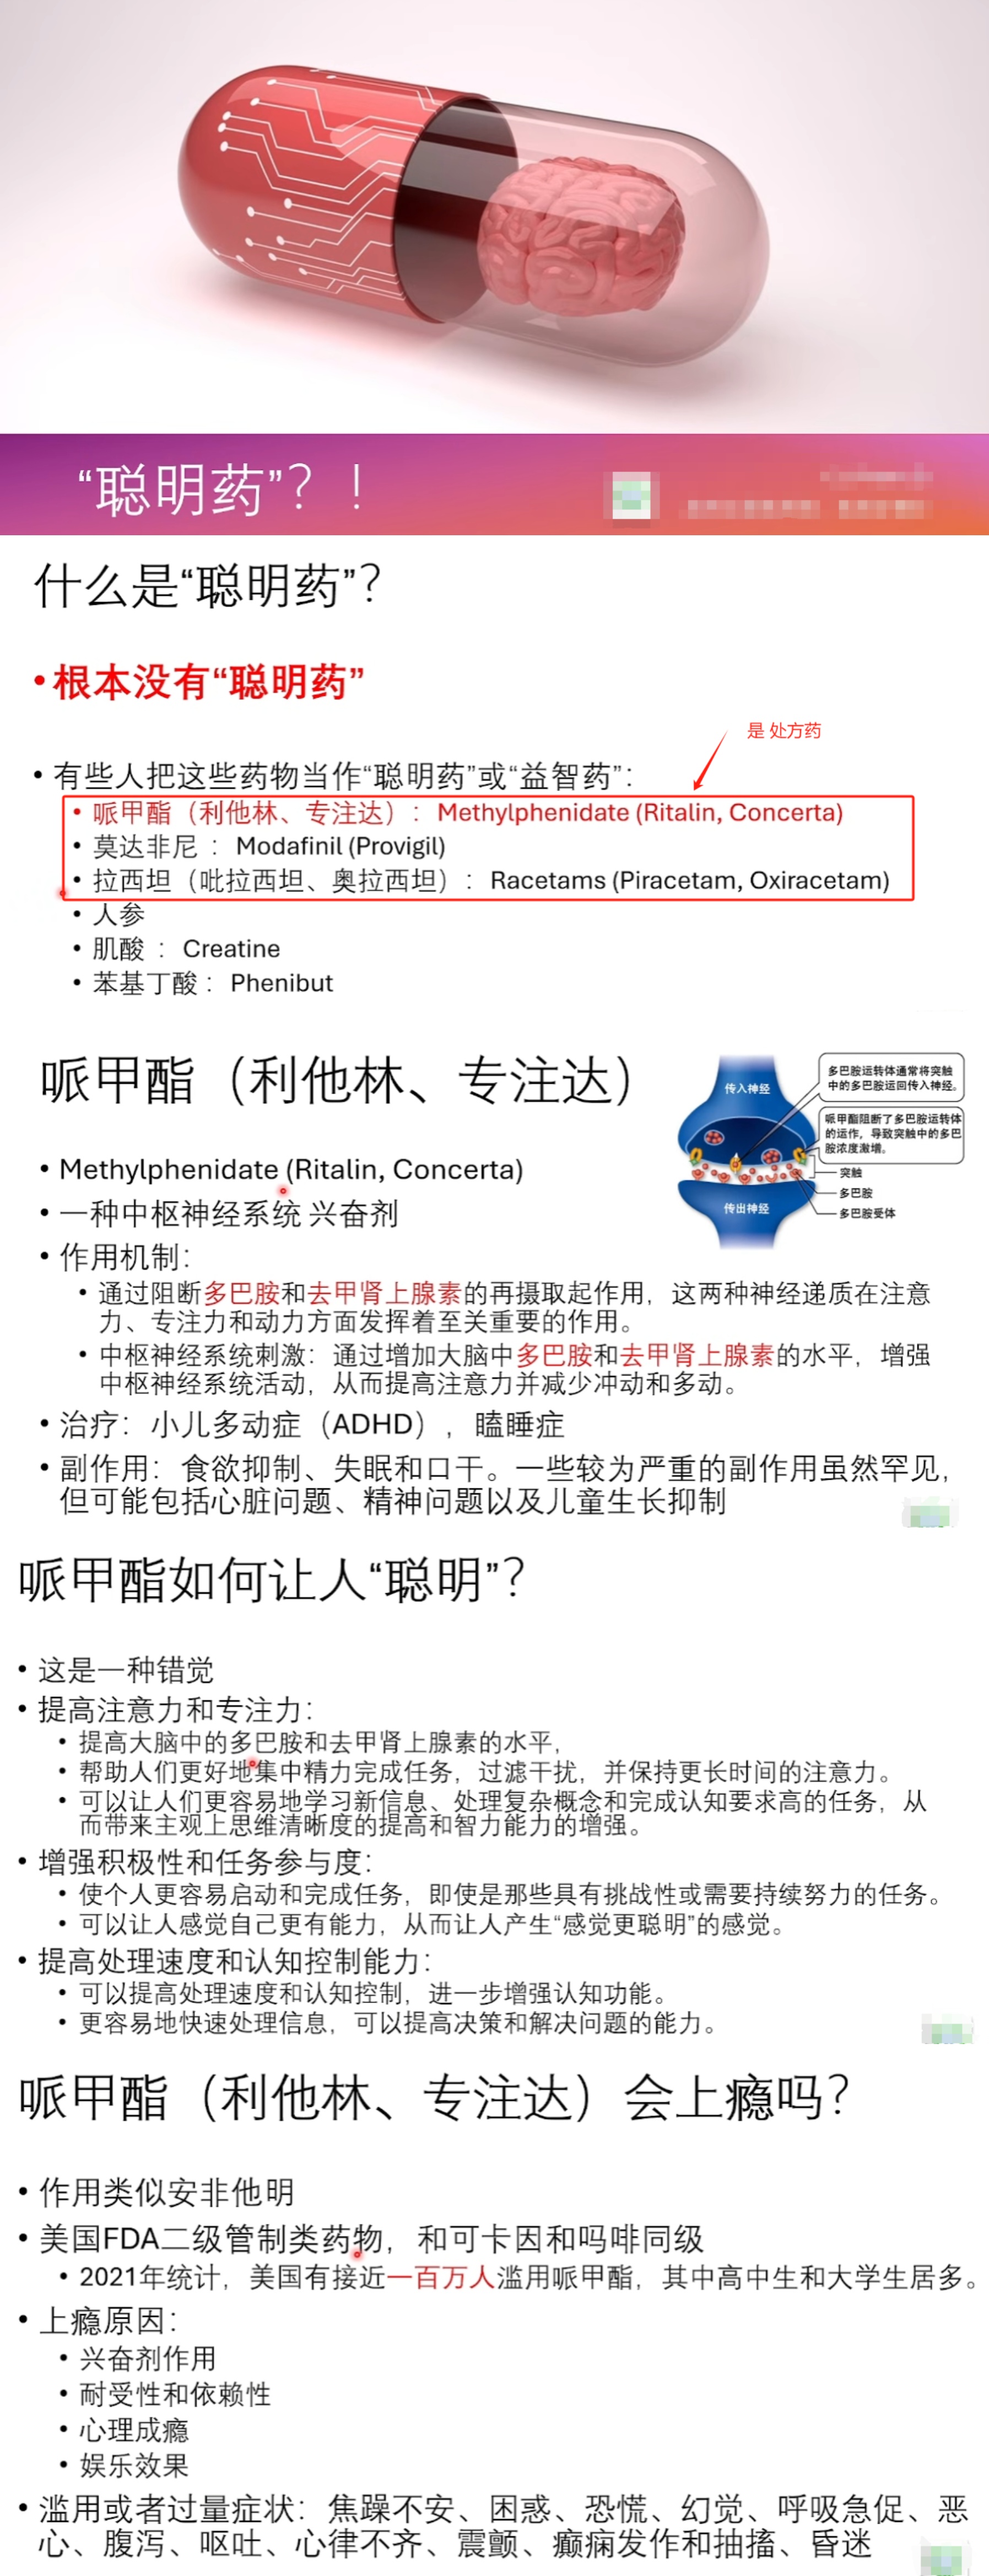 “聪明药”？！
什么是“聪明药”？
•根本没有“聪明药”
是 处方药
• 有些人把这些药物当作“聪明药”或“益智药”：
• 哌甲酯（利他林、专注达）：Methylphenidate (Ritalin, Concerta)
• 莫达非尼 ：Modafinil (Provigil)
• 拉西坦（吡拉西坦、奥拉西坦）：Racetams (Piracetam, Oxiracetam)
• 人参
• 肌酸 ：Creatine
• 苯基丁酸：Phenibut
哌甲酯（利他林、专注达）
传入神经
多巴胺运转体通常将突触
中的多巴胺运回传入神经。
哌甲酯阻断了多巴胺运转体
的运作，导致突触中的多巴
胺浓度激增。
突触
多巴胺
多巴胺受体
传出神经
• Methylphenidate (Ritalin, Concerta)
• 一种中枢神经系统 兴奋剂
• 作用机制：
• 通过阻断多巴胺和去甲肾上腺素的再摄取起作用，这两种神经递质在注意
力、专注力和动力方面发挥着至关重要的作用。
• 中枢神经系统刺激：通过增加大脑中多巴胺和去甲肾上腺素的水平，增强
中枢神经系统活动，从而提高注意力并减少冲动和多动。
• 治疗：小儿多动症（ADHD），瞌睡症
• 副作用：食欲抑制、失眠和口干。一些较为严重的副作用虽然罕见，
但可能包括心脏问题、精神问题以及儿童生长抑制
哌甲酯如何让人“聪明”？
• 这是一种错觉
• 提高注意力和专注力：
• 提高大脑中的多巴胺和去甲肾上腺素的水平，
• 帮助人们更好地集中精力完成任务，过滤干扰，并保持更长时间的注意力。
• 可以让人们更容易地学习新信息、处理复杂概念和完成认知要求高的任务，从
而带来主观上思维清晰度的提高和智力能力的增强。
• 增强积极性和任务参与度：
• 使个人更容易启动和完成任务，即使是那些具有挑战性或需要持续努力的任务。
• 可以让人感觉自己更有能力，从而让人产生“感觉更聪明”的感觉。
• 提高处理速度和认知控制能力：
• 可以提高处理速度和认知控制，进一步增强认知功能。
• 更容易地快速处理信息，可以提高决策和解决问题的能力。
哌甲酯（利他林、专注达）会上瘾吗？
• 作用类似安非他明
• 美国FDA二级管制类药物，和可卡因和吗啡同级
• 2021年统计，美国有接近一百万人滥用哌甲酯，其中高中生和大学生居多。
• 上瘾原因：
• 兴奋剂作用
• 耐受性和依赖性
• 心理成瘾
• 娱乐效果
• 滥用或者过量症状：焦躁不安、困惑、恐慌、幻觉、呼吸急促、恶
心、腹泻、呕吐、心律不齐、震颤、癫痫发作和抽搐、昏迷